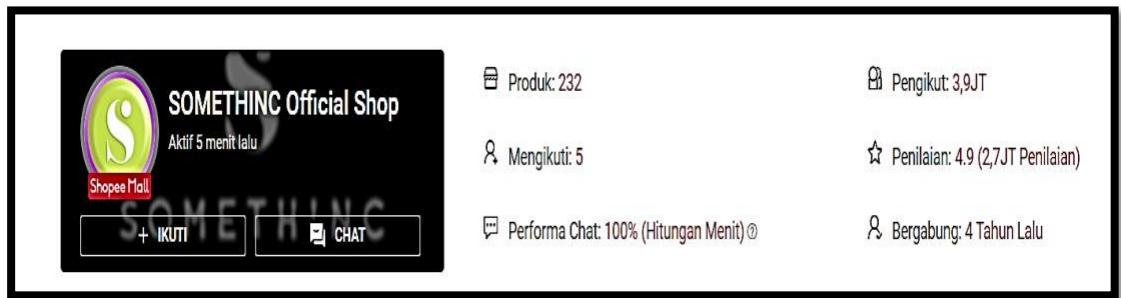 SOMETHINC Official Shop
Aktif 5 menit lalu
S
Shopee Mall
SOMETHINC
+ IKUTI
CHAT
Produk: 232
Mengikuti: 5
Performa Chat: 100% (Hitungan Menit)
Pengikut: 3,9JT
Penilaian: 4.9 (2,7JT Penilaian)
Bergabung: 4 Tahun Lalu